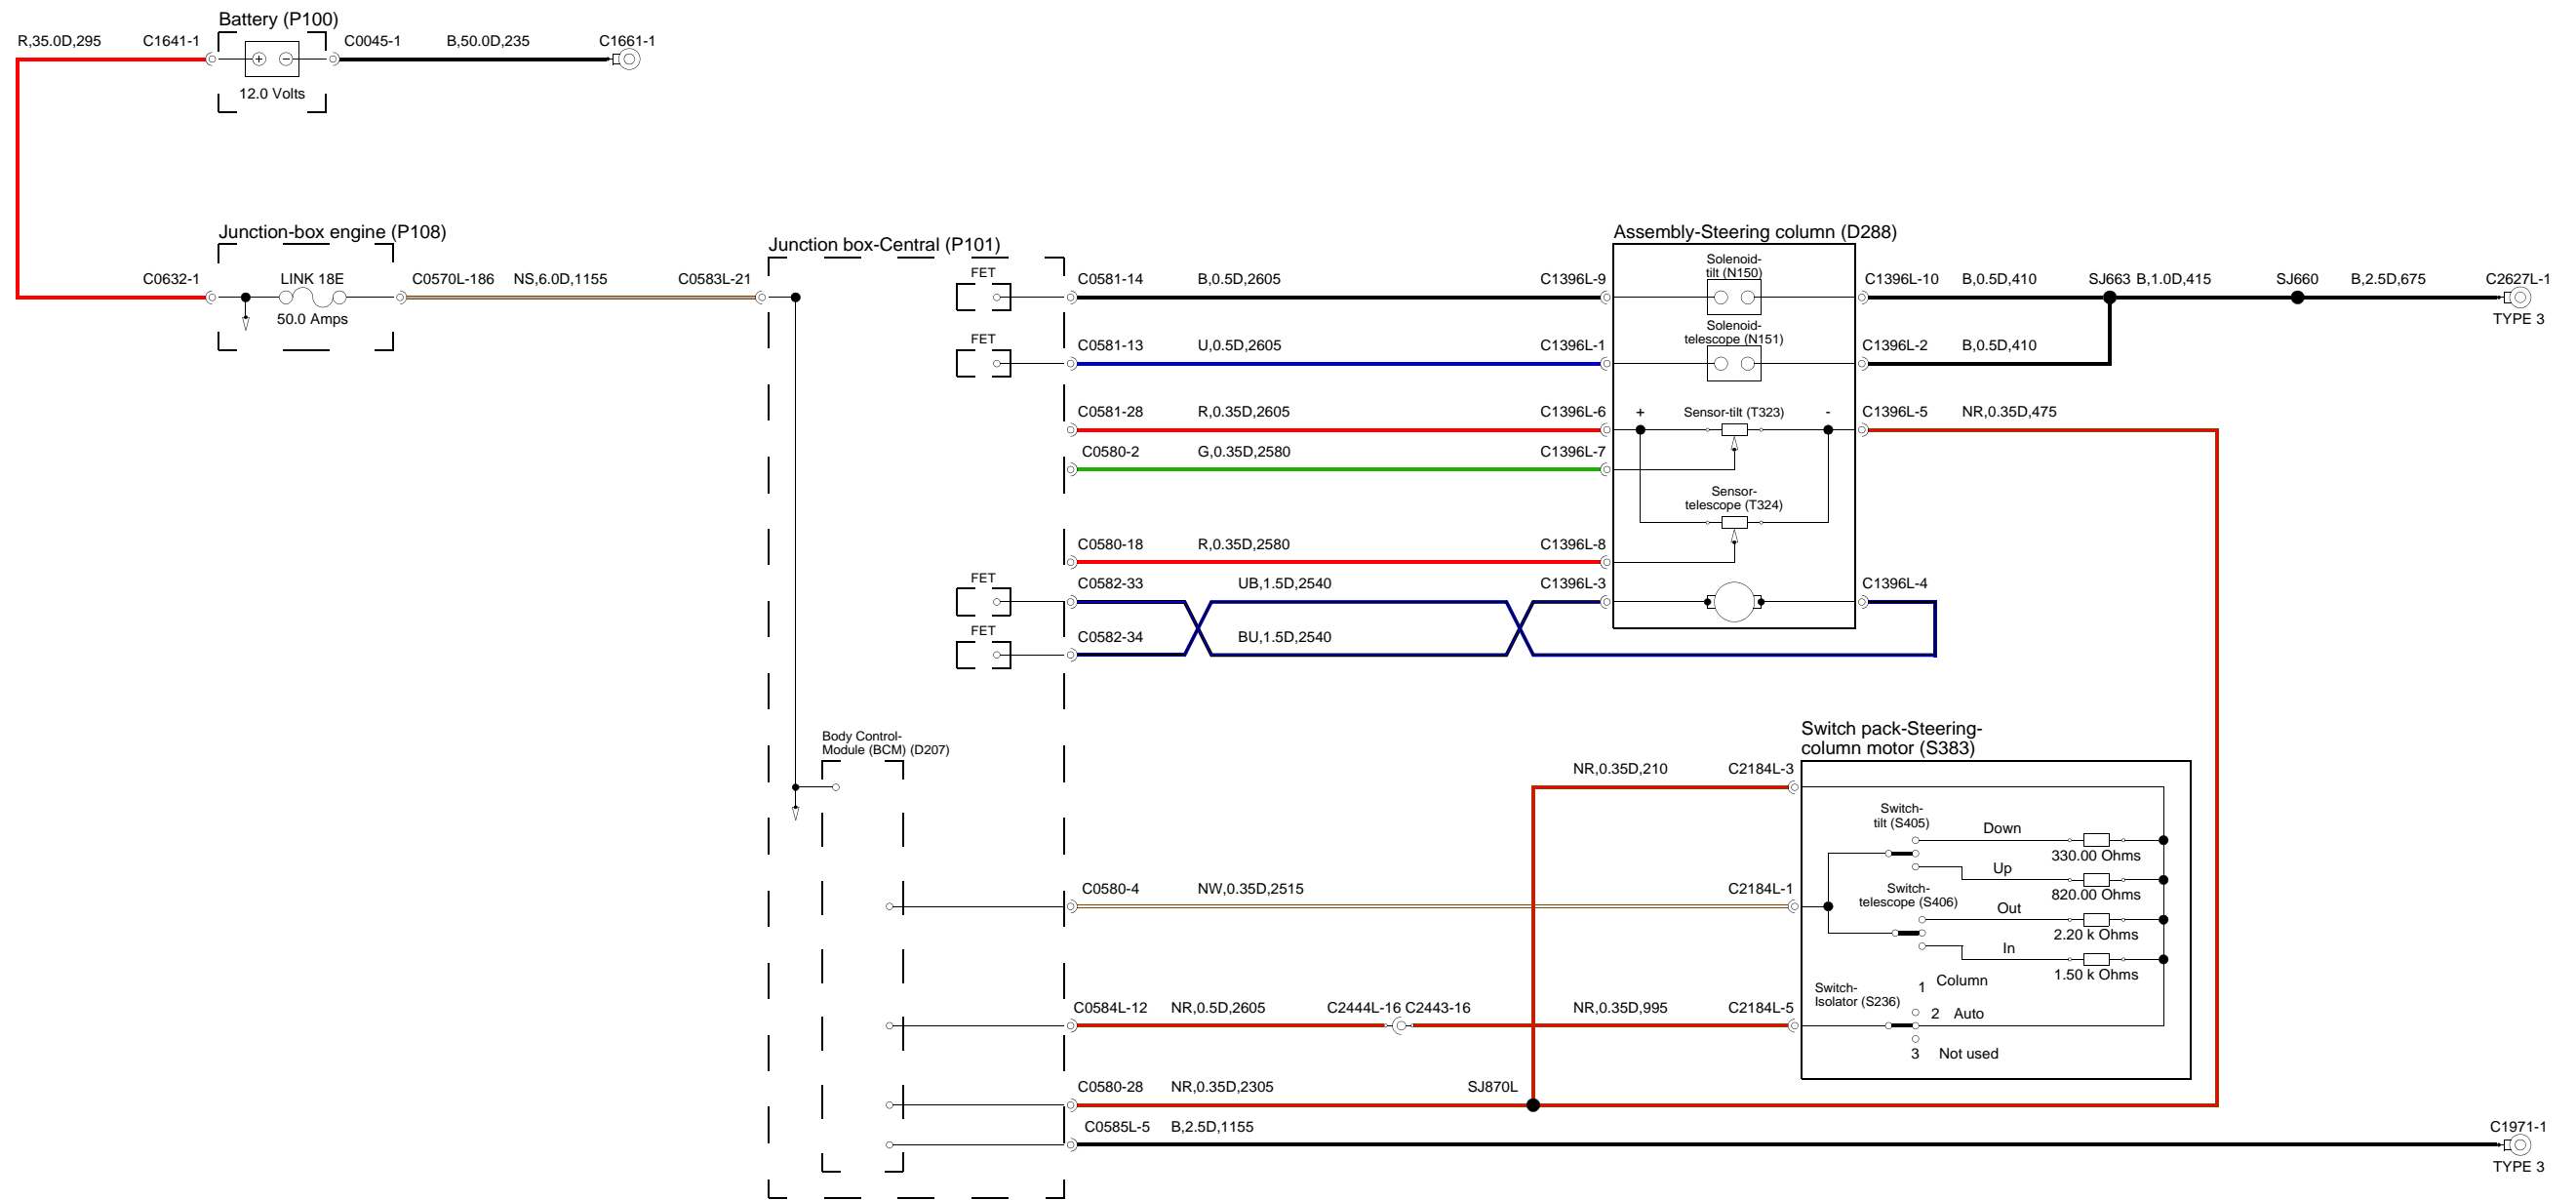 Battery (P100)
R,35.0D,295 C1641-1 C0045-1 B,50.0D,235 C1661-1
+ -
12.0 Volts
Junction-box engine (P108)
C0632-1 LINK 18E C0570L-186 NS,6.0D,1155 C0583L-21
50.0 Amps
Junction box-Central (P101)
Assembly-Steering column (D288)
FET C0581-14 B,0.5D,2605 C1396L-9
Solenoid-
tilt (N150)
C1396L-10 B,0.5D,410 SJ663 B,1.0D,415 SJ660 B,2.5D,675 C2627L-1
TYPE 3
FET C0581-13 U,0.5D,2605 C1396L-1
Solenoid-
telescope (N151)
C1396L-2 B,0.5D,410
C0581-28 R,0.35D,2605 C1396L-6 + Sensor-tilt (T323) - C1396L-5 NR,0.35D,475
C0580-2 G,0.35D,2580 C1396L-7
Sensor-
telescope (T324)
C0580-18 R,0.35D,2580 C1396L-8
FET C0582-33 UB,1.5D,2540 C1396L-3 C1396L-4
FET C0582-34 BU,1.5D,2540
Body Control-
Module (BCM) (D207)
Switch pack-Steering-
column motor (S383)
NR,0.35D,210 C2184L-3
Switch-
tilt (S405)
Down
330.00 Ohms
Up
820.00 Ohms
C0580-4 NW,0.35D,2515 C2184L-1
Switch-
telescope (S406)
Out
2.20 k Ohms
In
1.50 k Ohms
1 Column
Switch-
Isolator (S236)
2 Auto
3 Not used
C0584L-12 NR,0.5D,2605 C2444L-16 C2443-16 NR,0.35D,995 C2184L-5
C0580-28 NR,0.35D,2305 SJ870L
C0585L-5 B,2.5D,1155 C1971-1
TYPE 3